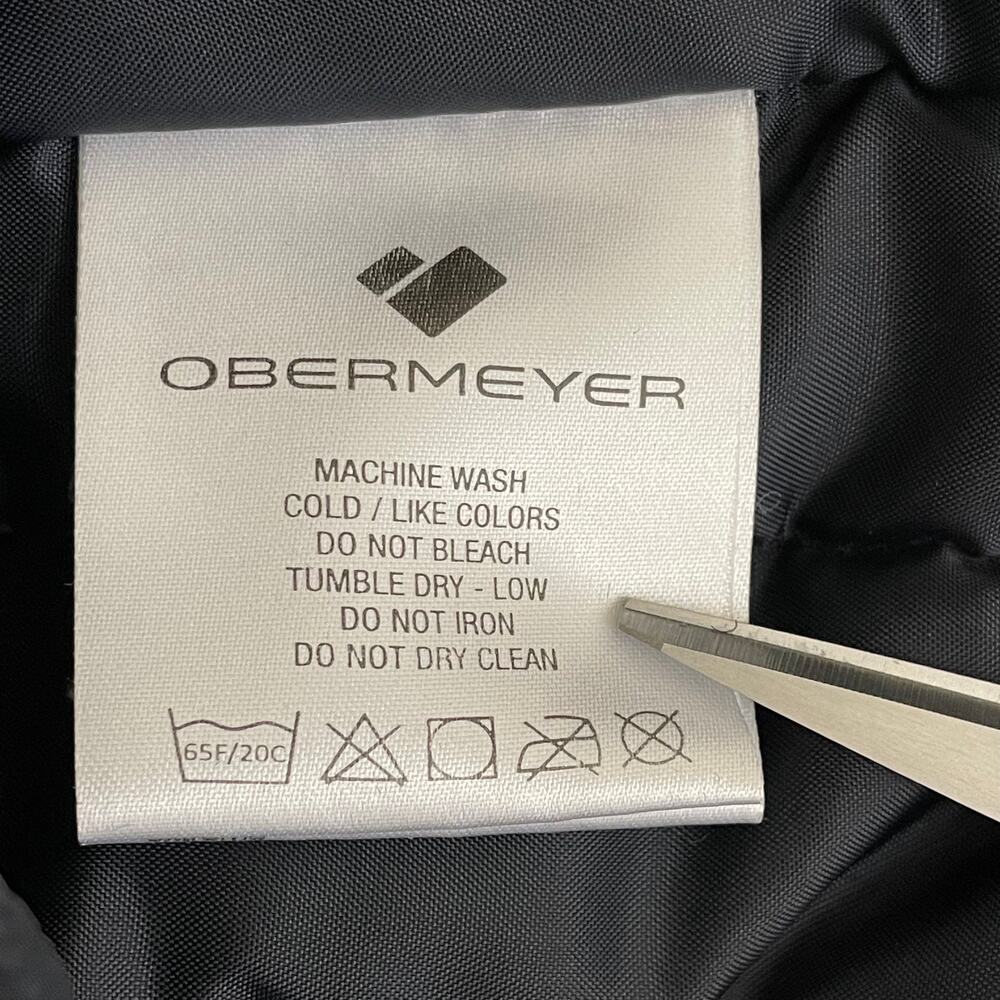 OBERMEYER
MACHINE WASH
COLD / LIKE COLORS
DO NOT BLEACH
TUMBLE DRY - LOW
DO NOT IRON
DO NOT DRY CLEAN
65F/20C